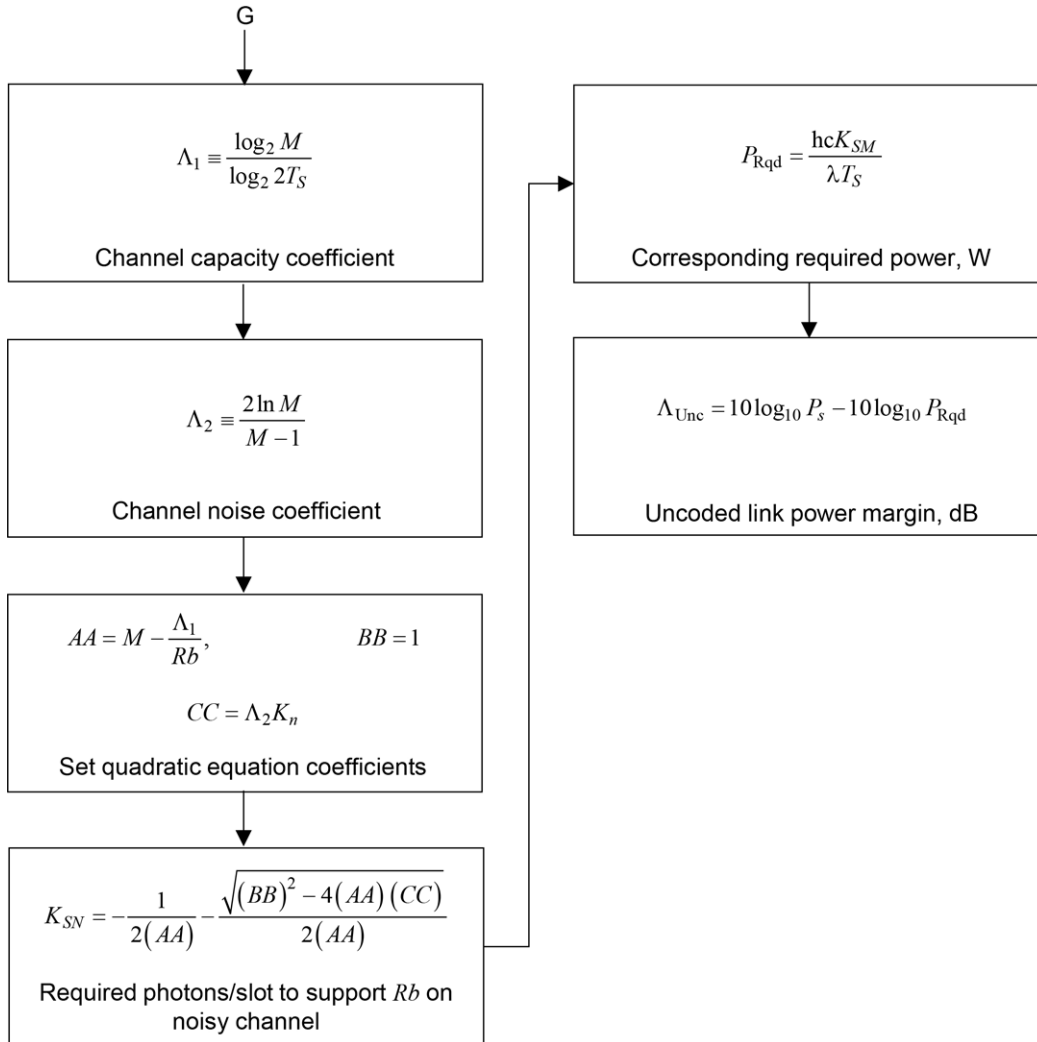 G
Λ₁ ≡ log₂ M / log₂ 2T_S
Channel capacity coefficient
Λ₂ ≡ 2 ln M / M − 1
Channel noise coefficient
AA = M − Λ₁ / Rb, BB = 1
CC = Λ₂K_n
Set quadratic equation coefficients
K_SN = − 1 / 2(AA) − √((BB)² − 4(AA)(CC)) / 2(AA)
Required photons/slot to support Rb on
noisy channel
P_Rqd = hcK_SM / λT_S
Corresponding required power, W
Λ_Unc = 10 log₁₀ P_s − 10 log₁₀ P_Rqd
Uncoded link power margin, dB